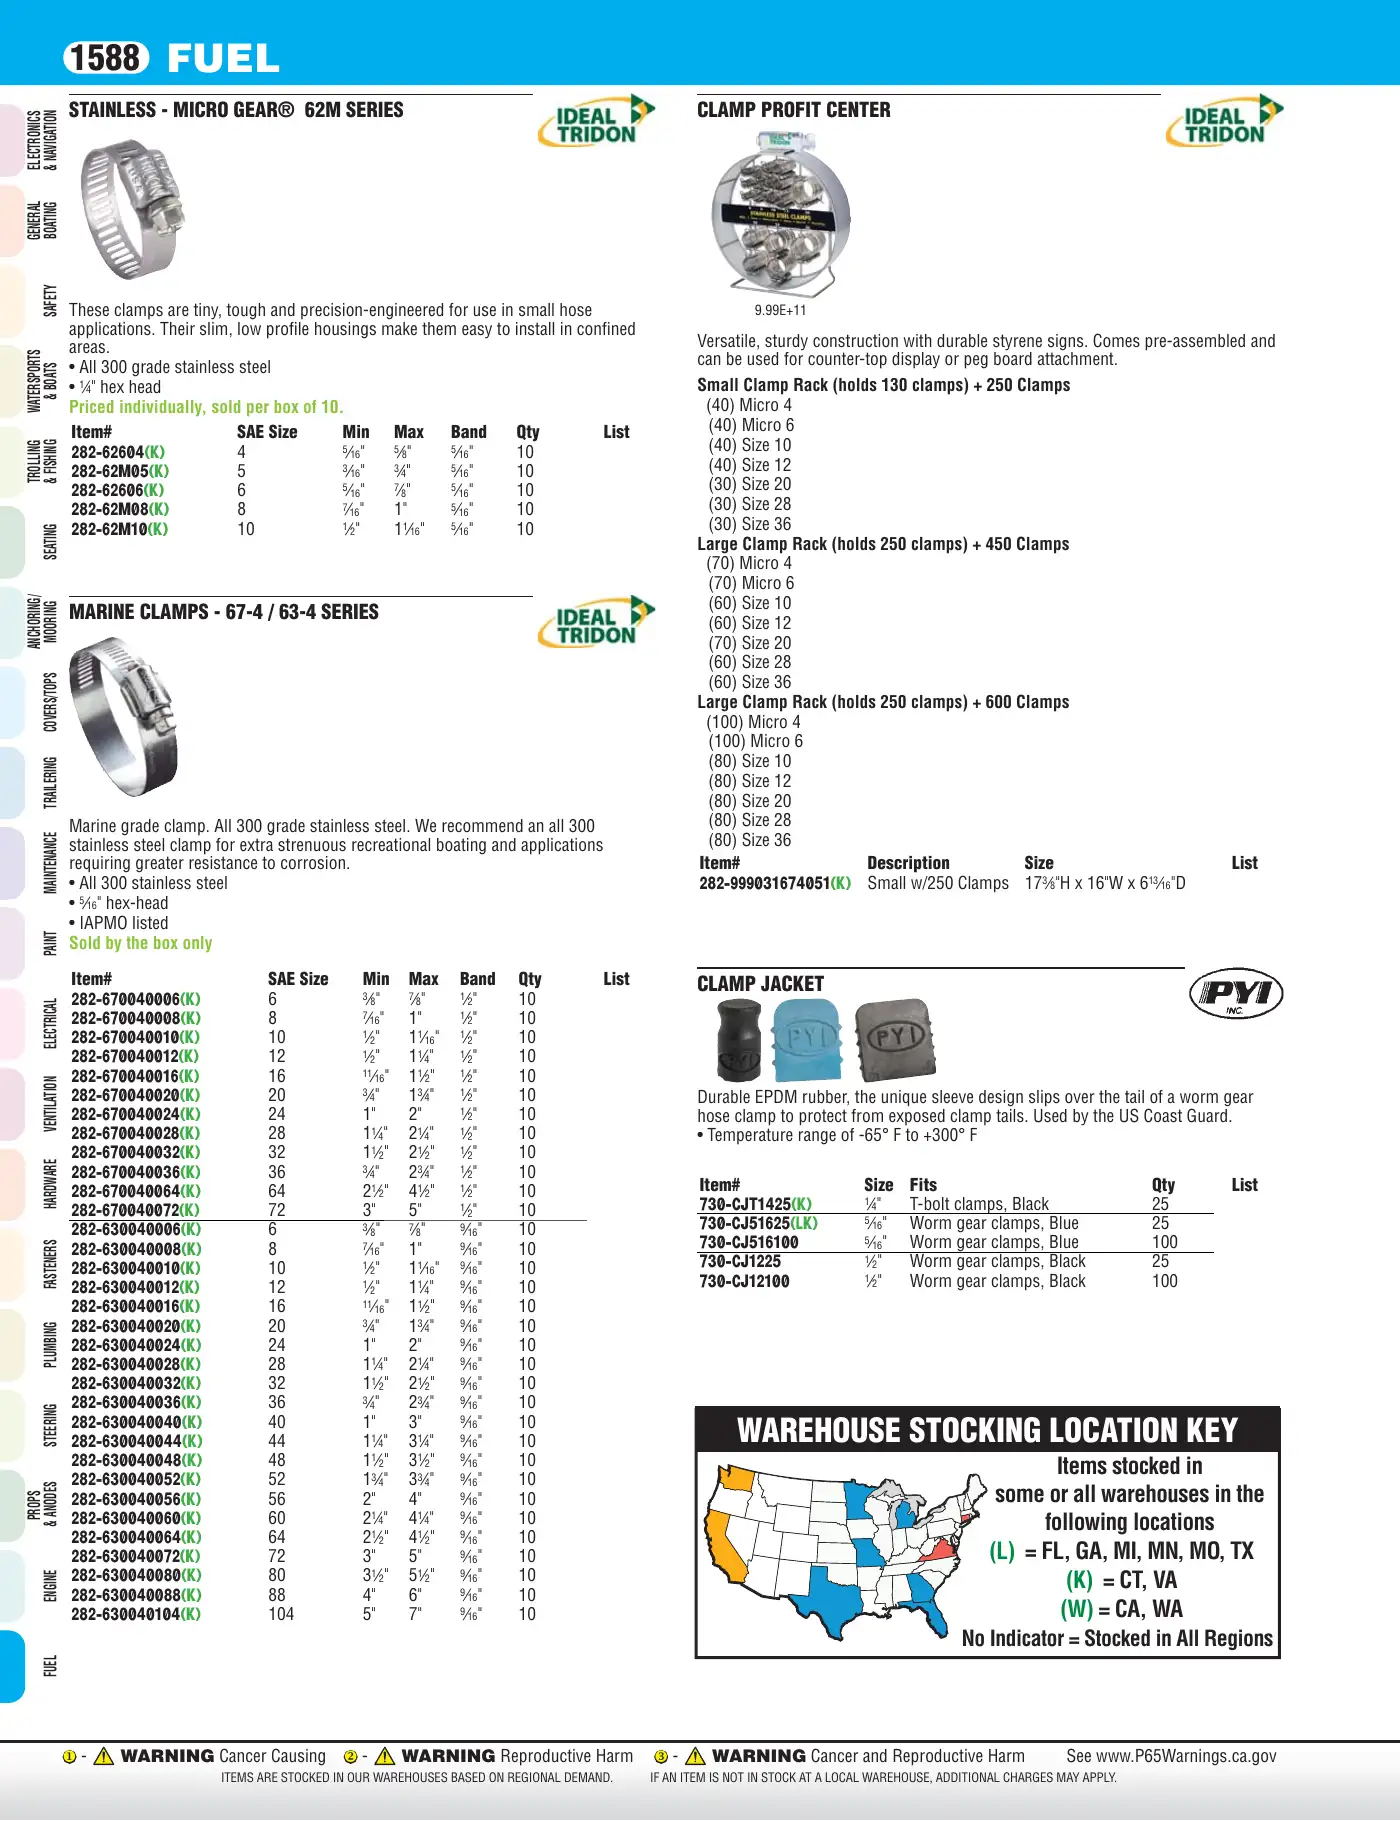 1588 FUEL
ELECTRONICS
& NAVIGATION
GENERAL
BOATING
SAFETY
WATERSPORTS
& BOATS
TROLLING
& FISHING
SEATING
ANCHORING/
MOORING
COVERS/TOPS
TRAILERING
MAINTENANCE
PAINT
ELECTRICAL
VENTILATION
HARDWARE
FASTENERS
PLUMBING
STEERING
PROPS
& ANODES
ENGINE
FUEL
STAINLESS - MICRO GEAR® 62M SERIES
IDEAL
TRIDON
These clamps are tiny, tough and precision-engineered for use in small hose
applications. Their slim, low profile housings make them easy to install in confined
areas.
• All 300 grade stainless steel
• ¼" hex head
Priced individually, sold per box of 10.
Item# SAE Size Min Max Band Qty List
282-62604(K) 4 5⁄16" 5⁄8" 5⁄16" 10
282-62M05(K) 5 3⁄16" ¾" 5⁄16" 10
282-62606(K) 6 5⁄16" 7⁄8" 5⁄16" 10
282-62M08(K) 8 7⁄16" 1" 5⁄16" 10
282-62M10(K) 10 ½" 11⁄16" 5⁄16" 10
MARINE CLAMPS - 67-4 / 63-4 SERIES
IDEAL
TRIDON
Marine grade clamp. All 300 grade stainless steel. We recommend an all 300
stainless steel clamp for extra strenuous recreational boating and applications
requiring greater resistance to corrosion.
• All 300 stainless steel
• 5⁄16" hex-head
• IAPMO listed
Sold by the box only
Item# SAE Size Min Max Band Qty List
282-670040006(K) 6 3⁄8" 7⁄8" ½" 10
282-670040008(K) 8 7⁄16" 1" ½" 10
282-670040010(K) 10 ½" 1 1⁄16" ½" 10
282-670040012(K) 12 ½" 1¼" ½" 10
282-670040016(K) 16 11⁄16" 1½" ½" 10
282-670040020(K) 20 ¾" 1¾" ½" 10
282-670040024(K) 24 1" 2" ½" 10
282-670040028(K) 28 1¼" 2¼" ½" 10
282-670040032(K) 32 1½" 2½" ½" 10
282-670040036(K) 36 ¾" 2¾" ½" 10
282-670040064(K) 64 2½" 4½" ½" 10
282-670040072(K) 72 3" 5" ½" 10
282-630040006(K) 6 3⁄8" 7⁄8" 9⁄16" 10
282-630040008(K) 8 7⁄16" 1" 9⁄16" 10
282-630040010(K) 10 ½" 1 1⁄16" 9⁄16" 10
282-630040012(K) 12 ½" 1¼" 9⁄16" 10
282-630040016(K) 16 11⁄16" 1½" 9⁄16" 10
282-630040020(K) 20 ¾" 1¾" 9⁄16" 10
282-630040024(K) 24 1" 2" 9⁄16" 10
282-630040028(K) 28 1¼" 2¼" 9⁄16" 10
282-630040032(K) 32 1½" 2½" 9⁄16" 10
282-630040036(K) 36 ¾" 2¾" 9⁄16" 10
282-630040040(K) 40 1" 3" 9⁄16" 10
282-630040044(K) 44 1¼" 3¼" 9⁄16" 10
282-630040048(K) 48 1½" 3½" 9⁄16" 10
282-630040052(K) 52 1¾" 3¾" 9⁄16" 10
282-630040056(K) 56 2" 4" 9⁄16" 10
282-630040060(K) 60 2¼" 4¼" 9⁄16" 10
282-630040064(K) 64 2½" 4½" 9⁄16" 10
282-630040072(K) 72 3" 5" 9⁄16" 10
282-630040080(K) 80 3½" 5½" 9⁄16" 10
282-630040088(K) 88 4" 6" 9⁄16" 10
282-630040104(K) 104 5" 7" 9⁄16" 10
CLAMP PROFIT CENTER
IDEAL
TRIDON
IDEAL
TRIDON
STAINLESS STEEL CLAMPS
9.99E+11
Versatile, sturdy construction with durable styrene signs. Comes pre-assembled and
can be used for counter-top display or peg board attachment.
Small Clamp Rack (holds 130 clamps) + 250 Clamps
(40) Micro 4
(40) Micro 6
(40) Size 10
(40) Size 12
(30) Size 20
(30) Size 28
(30) Size 36
Large Clamp Rack (holds 250 clamps) + 450 Clamps
(70) Micro 4
(70) Micro 6
(60) Size 10
(60) Size 12
(70) Size 20
(60) Size 28
(60) Size 36
Large Clamp Rack (holds 250 clamps) + 600 Clamps
(100) Micro 4
(100) Micro 6
(80) Size 10
(80) Size 12
(80) Size 20
(80) Size 28
(80) Size 36
Item# Description Size List
282-999031674051(K) Small w/250 Clamps 173⁄8"H x 16"W x 613⁄16"D
CLAMP JACKET
PYI
INC.
PYI
PYI
PYI
Durable EPDM rubber, the unique sleeve design slips over the tail of a worm gear
hose clamp to protect from exposed clamp tails. Used by the US Coast Guard.
• Temperature range of -65° F to +300° F
Item# Size Fits Qty List
730-CJT1425(K) ¼" T-bolt clamps, Black 25
730-CJ51625(LK) 5⁄16" Worm gear clamps, Blue 25
730-CJ516100 5⁄16" Worm gear clamps, Blue 100
730-CJ1225 ½" Worm gear clamps, Black 25
730-CJ12100 ½" Worm gear clamps, Black 100
WAREHOUSE STOCKING LOCATION KEY
Items stocked in
some or all warehouses in the
following locations
(L) = FL, GA, MI, MN, MO, TX
(K) = CT, VA
(W) = CA, WA
No Indicator = Stocked in All Regions
1 - WARNING Cancer Causing 2 - WARNING Reproductive Harm 3 - WARNING Cancer and Reproductive Harm See www.P65Warnings.ca.gov
ITEMS ARE STOCKED IN OUR WAREHOUSES BASED ON REGIONAL DEMAND. IF AN ITEM IS NOT IN STOCK AT A LOCAL WAREHOUSE, ADDITIONAL CHARGES MAY APPLY.